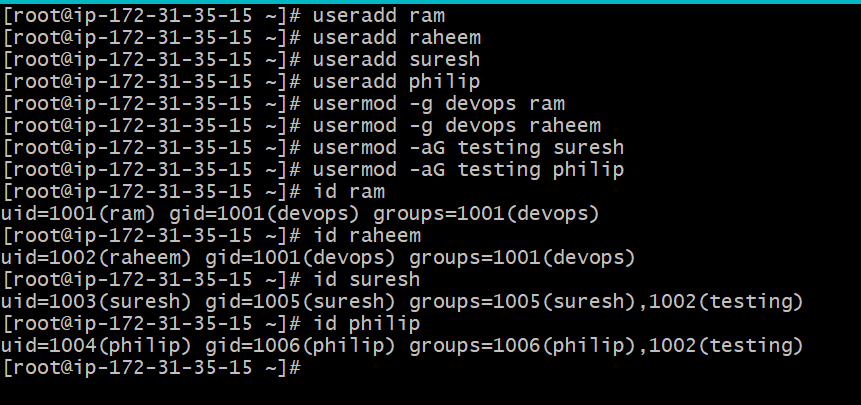 [root@ip-172-31-35-15 ~]# useradd ram
[root@ip-172-31-35-15 ~]# useradd raheem
[root@ip-172-31-35-15 ~]# useradd suresh
[root@ip-172-31-35-15 ~]# useradd philip
[root@ip-172-31-35-15 ~]# usermod -g devops ram
[root@ip-172-31-35-15 ~]# usermod -g devops raheem
[root@ip-172-31-35-15 ~]# usermod -aG testing suresh
[root@ip-172-31-35-15 ~]# usermod -aG testing philip
[root@ip-172-31-35-15 ~]# id ram
uid=1001(ram) gid=1001(devops) groups=1001(devops)
[root@ip-172-31-35-15 ~]# id raheem
uid=1002(raheem) gid=1001(devops) groups=1001(devops)
[root@ip-172-31-35-15 ~]# id suresh
uid=1003(suresh) gid=1005(suresh) groups=1005(suresh),1002(testing)
[root@ip-172-31-35-15 ~]# id philip
uid=1004(philip) gid=1006(philip) groups=1006(philip),1002(testing)
[root@ip-172-31-35-15 ~]#